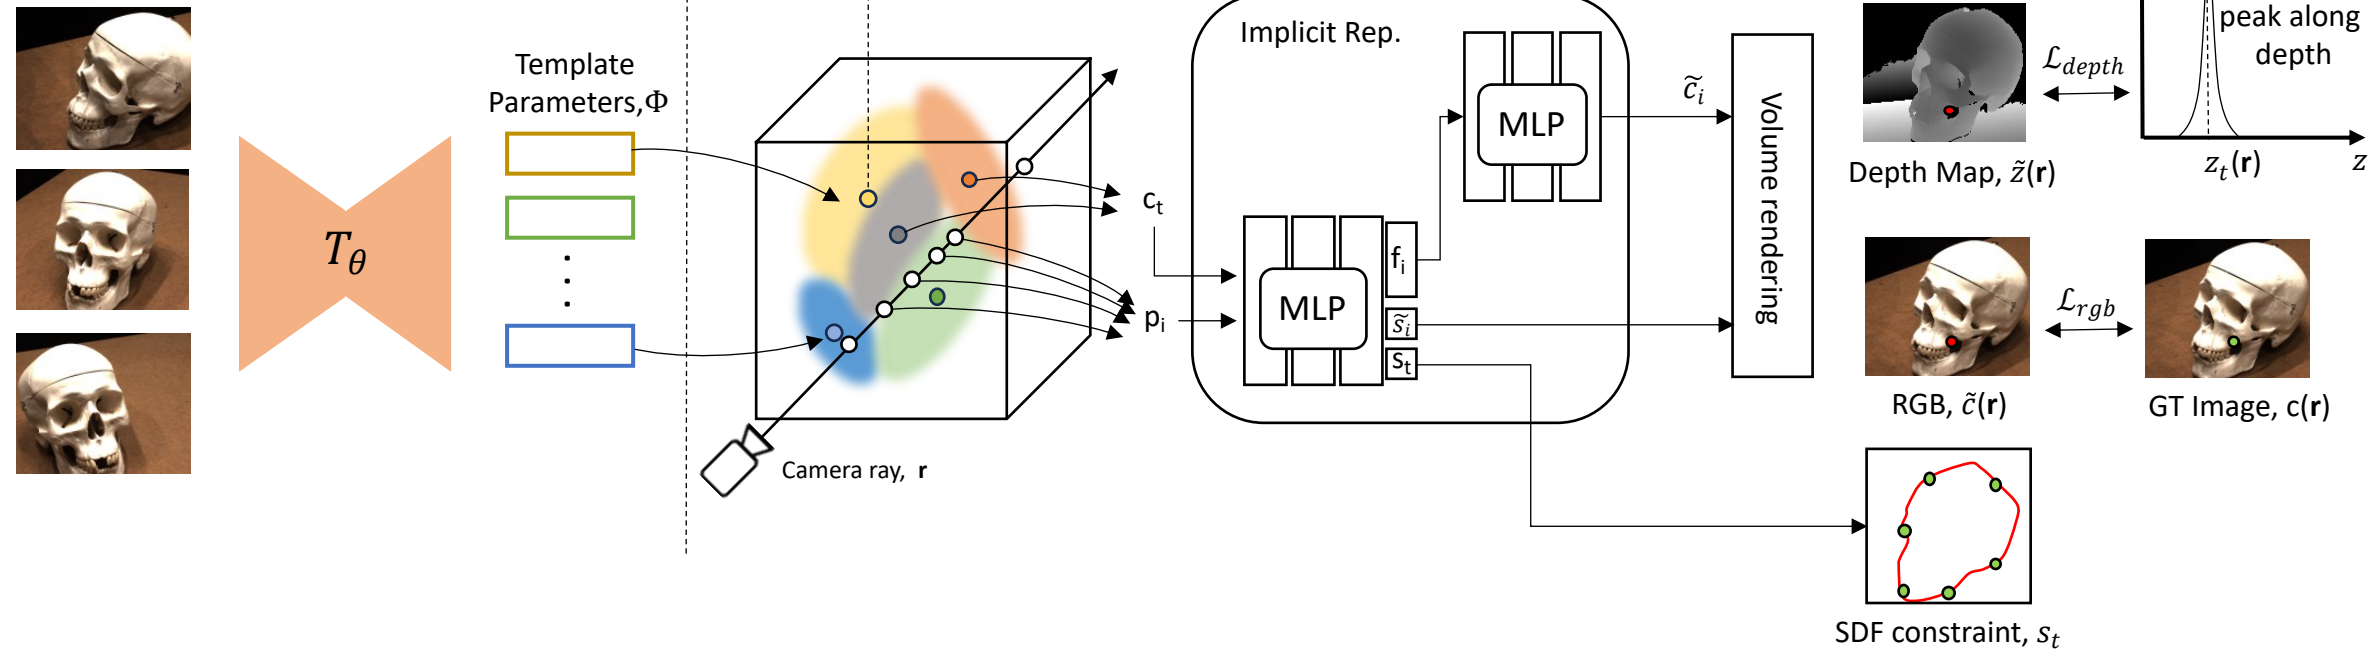 Template
Parameters,Φ
T_θ
Camera ray, r
c_t
p_i
Implicit Rep.
MLP
f_i
s̃_i
s_t
MLP
c̃_i
Volume rendering
Depth Map, z̃(r)
ℒ_depth
peak along
depth
z_t(r)
z
RGB, c̃(r)
ℒ_rgb
GT Image, c(r)
SDF constraint, s_t